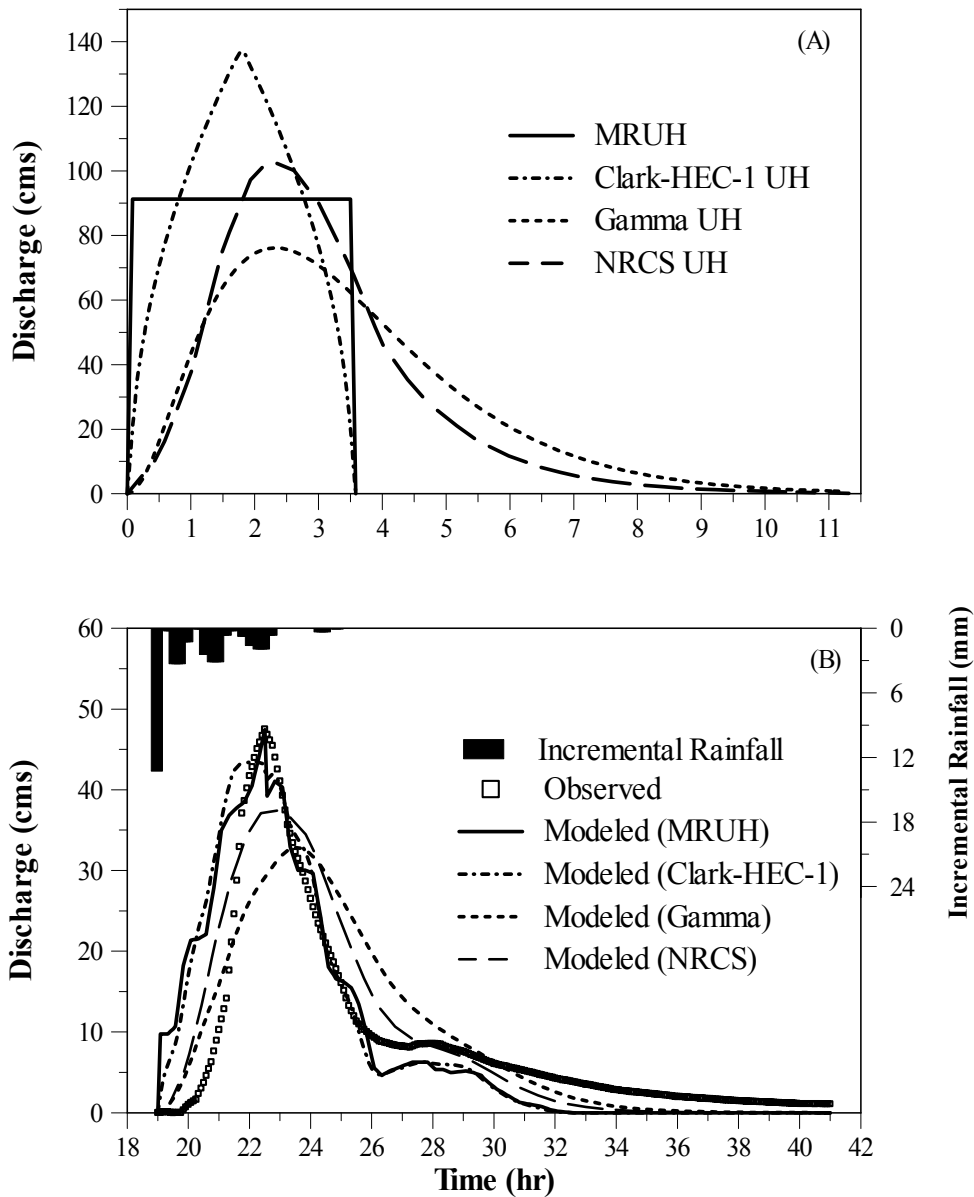 (A)
140
120
100
80
60
40
20
0
Discharge (cms)
MRUH
Clark-HEC-1 UH
Gamma UH
NRCS UH
0 1 2 3 4 5 6 7 8 9 10 11
(B)
60
50
40
30
20
10
0
Discharge (cms)
0
6
12
18
24
Incremental Rainfall (mm)
Incremental Rainfall
Observed
Modeled (MRUH)
Modeled (Clark-HEC-1)
Modeled (Gamma)
Modeled (NRCS)
18 20 22 24 26 28 30 32 34 36 38 40 42
Time (hr)